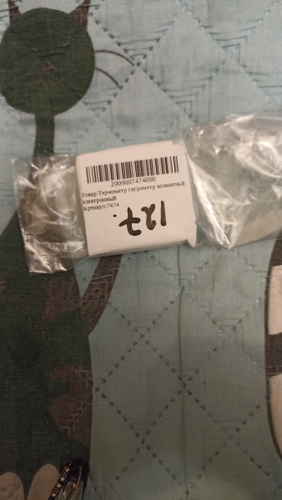 2000007474000
Товар:Термометр гигрометр комнатный
электронный
Артикул:7474
127.